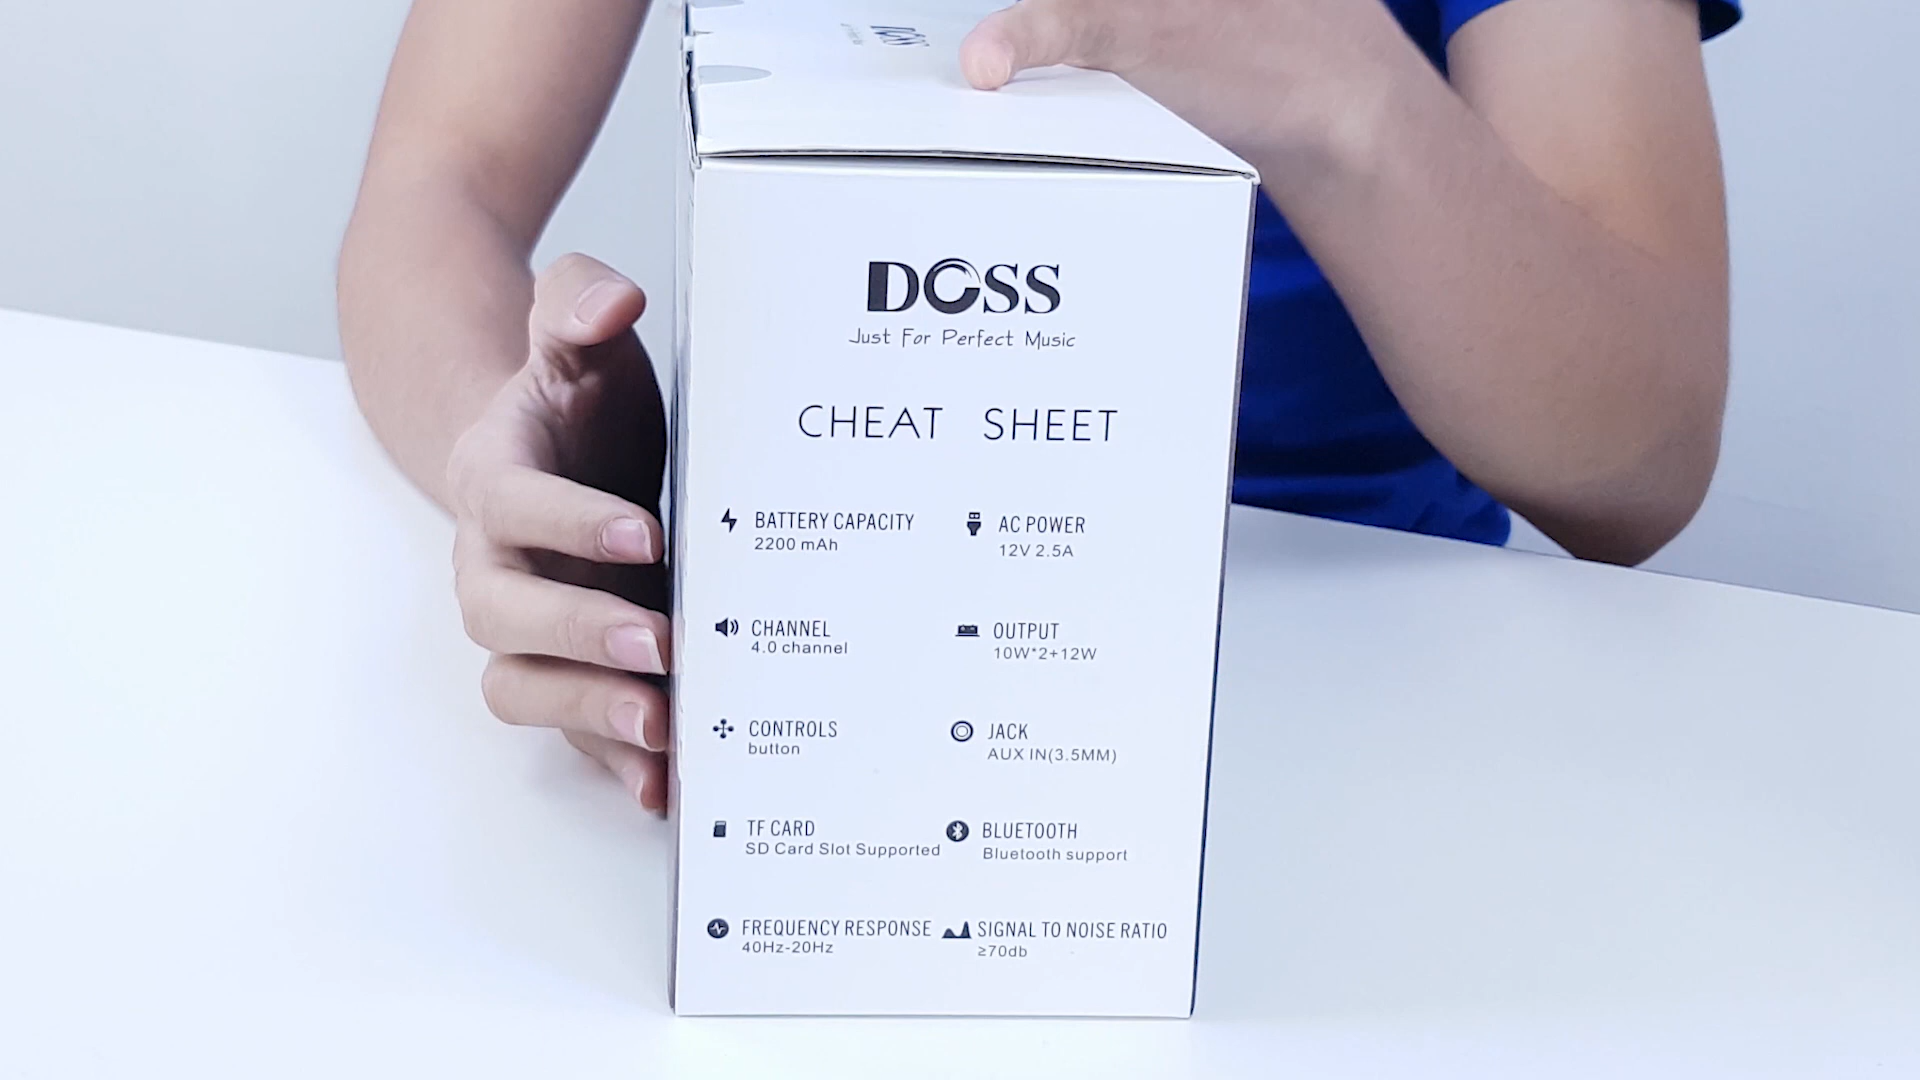 DOSS
DOSS
Just For Perfect Music
CHEAT SHEET
BATTERY CAPACITY
2200 mAh
AC POWER
12V 2.5A
CHANNEL
4.0 channel
OUTPUT
10W*2+12W
CONTROLS
button
JACK
AUX IN(3.5MM)
TF CARD
SD Card Slot Supported
BLUETOOTH
Bluetooth support
FREQUENCY RESPONSE
40Hz-20Hz
SIGNAL TO NOISE RATIO
≥70db